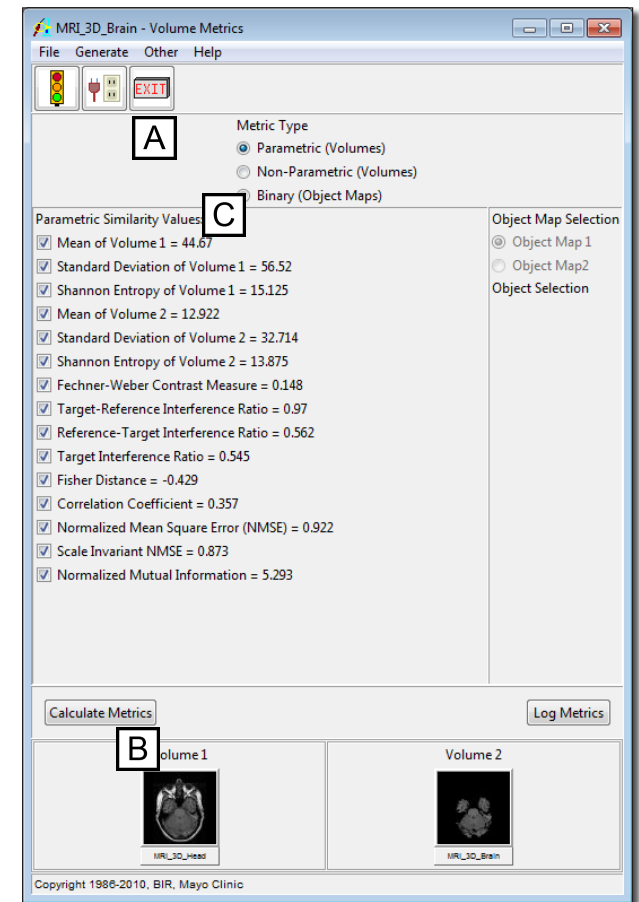 MRI_3D_Brain - Volume Metrics
File Generate Other Help
EXIT
A
Metric Type
Parametric (Volumes)
Non-Parametric (Volumes)
Binary (Object Maps)
C
Parametric Similarity Values:
Mean of Volume 1 = 44.67
Standard Deviation of Volume 1 = 56.52
Shannon Entropy of Volume 1 = 15.125
Mean of Volume 2 = 12.922
Standard Deviation of Volume 2 = 32.714
Shannon Entropy of Volume 2 = 13.875
Fechner-Weber Contrast Measure = 0.148
Target-Reference Interference Ratio = 0.97
Reference-Target Interference Ratio = 0.562
Target Interference Ratio = 0.545
Fisher Distance = -0.429
Correlation Coefficient = 0.357
Normalized Mean Square Error (NMSE) = 0.922
Scale Invariant NMSE = 0.873
Normalized Mutual Information = 5.293
Object Map Selection
Object Map 1
Object Map2
Object Selection
Calculate Metrics
Log Metrics
B
olume 1
Volume 2
MRI_3D_Head
MRI_3D_Brain
Copyright 1986-2010, BIR, Mayo Clinic